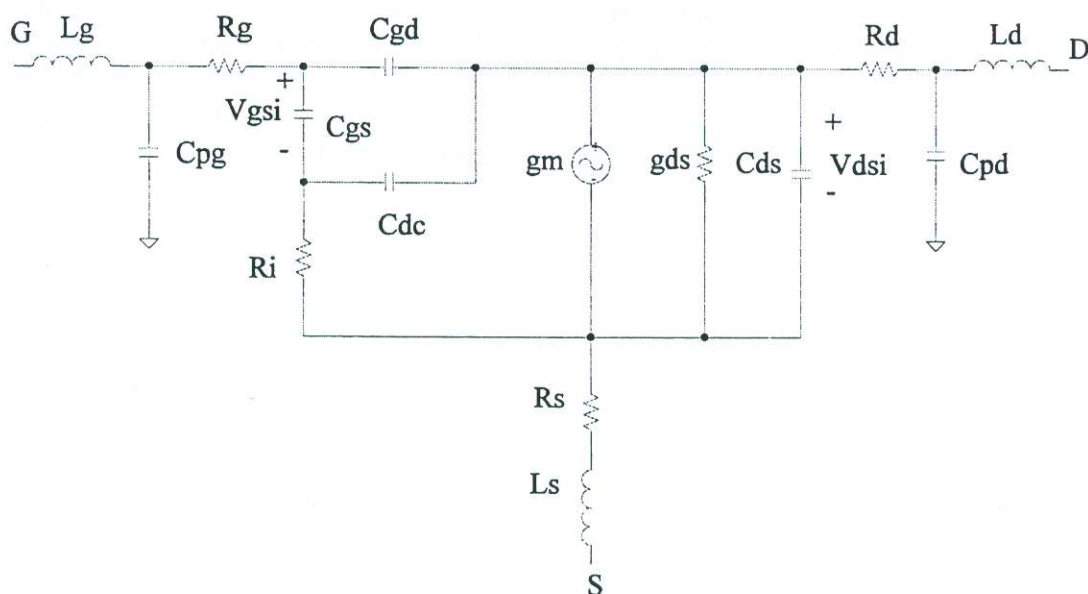 G Lg Rg Cgd Rd Ld D
+ Vgsi - Cgs
Cpg
Cdc
Ri
gm gds Cds
+ Vdsi -
Cpd
Rs
Ls
S